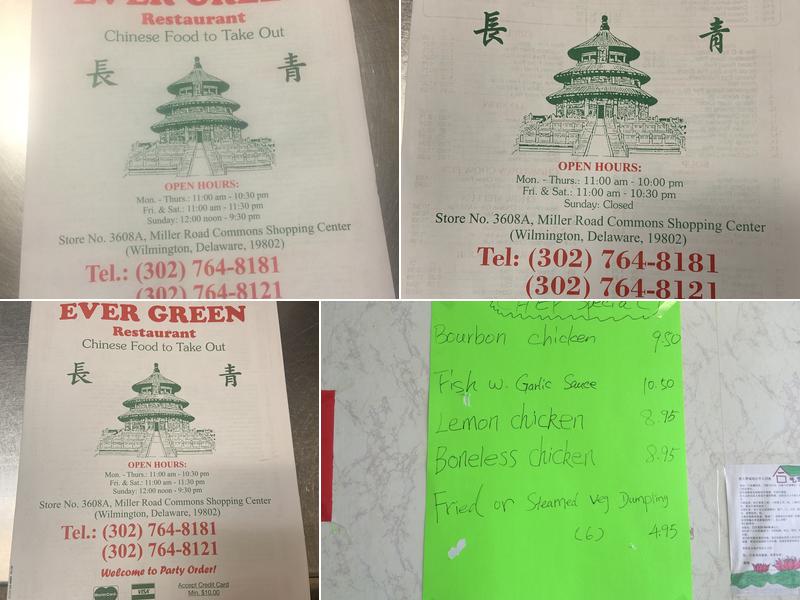 EVER GREEN
Restaurant
Chinese Food to Take Out
長 青
OPEN HOURS:
Mon. - Thurs.: 11:00 am - 10:30 pm
Fri. & Sat.: 11:00 am - 11:30 pm
Sunday: 12:00 noon - 9:30 pm
Store No. 3608A, Miller Road Commons Shopping Center
(Wilmington, Delaware, 19802)
Tel.: (302) 764-8181
(302) 764-8121
長 青
OPEN HOURS:
Mon. - Thurs.: 11:00 am - 10:00 pm
Fri. & Sat.: 11:00 am - 10:30 pm
Sunday: Closed
Store No. 3608A, Miller Road Commons Shopping Center
(Wilmington, Delaware, 19802)
Tel: (302) 764-8181
(302) 764-8121
EVER GREEN
Restaurant
Chinese Food to Take Out
長 青
OPEN HOURS:
Mon. - Thurs.: 11:00 am - 10:30 pm
Fri. & Sat.: 11:00 am - 11:30 pm
Sunday: 12:00 noon - 9:30 pm
Store No. 3608A, Miller Road Commons Shopping Center
(Wilmington, Delaware, 19802)
Tel.: (302) 764-8181
(302) 764-8121
Welcome to Party Order!
MasterCard VISA Accept Credit Card
Min. $10.00
Chef Special
Bourbon chicken 9.50
Fish w. Garlic Sauce 10.50
Lemon chicken 8.95
Boneless chicken 8.95
Fried or Steamed Veg Dumpling
(6) 4.95